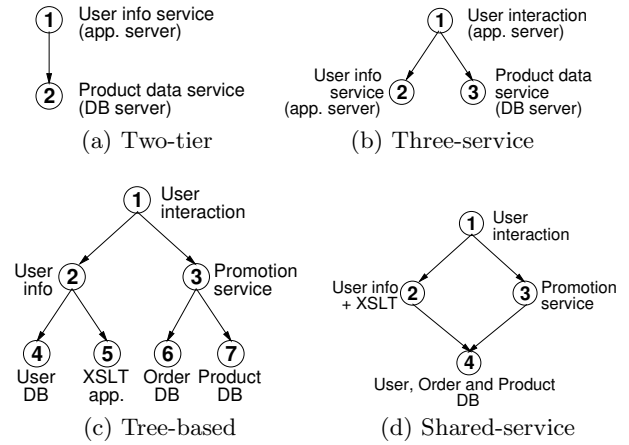 1 User info service
(app. server)
2 Product data service
(DB server)
(a) Two-tier
1 User interaction
(app. server)
User info
service
(app. server)
2
3
Product data
service
(DB server)
(b) Three-service
1 User
interaction
User
info
2
3
Promotion
service
4
5
6
7
User
DB
XSLT
app.
Order
DB
Product
DB
(c) Tree-based
1 User
interaction
User info
+ XSLT
2
3
Promotion
service
4
User, Order and Product
DB
(d) Shared-service